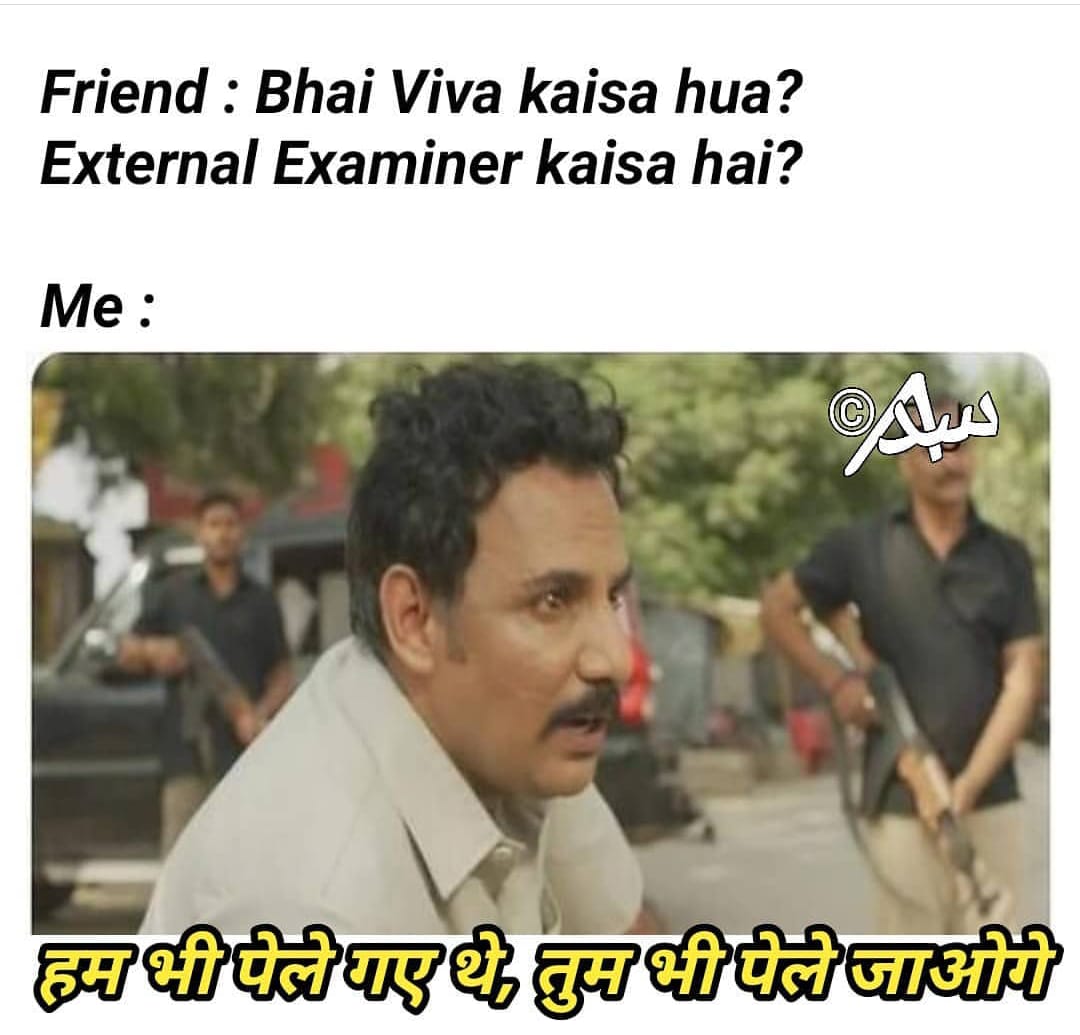 Friend : Bhai Viva kaisa hua?
External Examiner kaisa hai?
Me :
हम भी पेले गए थे, तुम भी पेले जाओगे